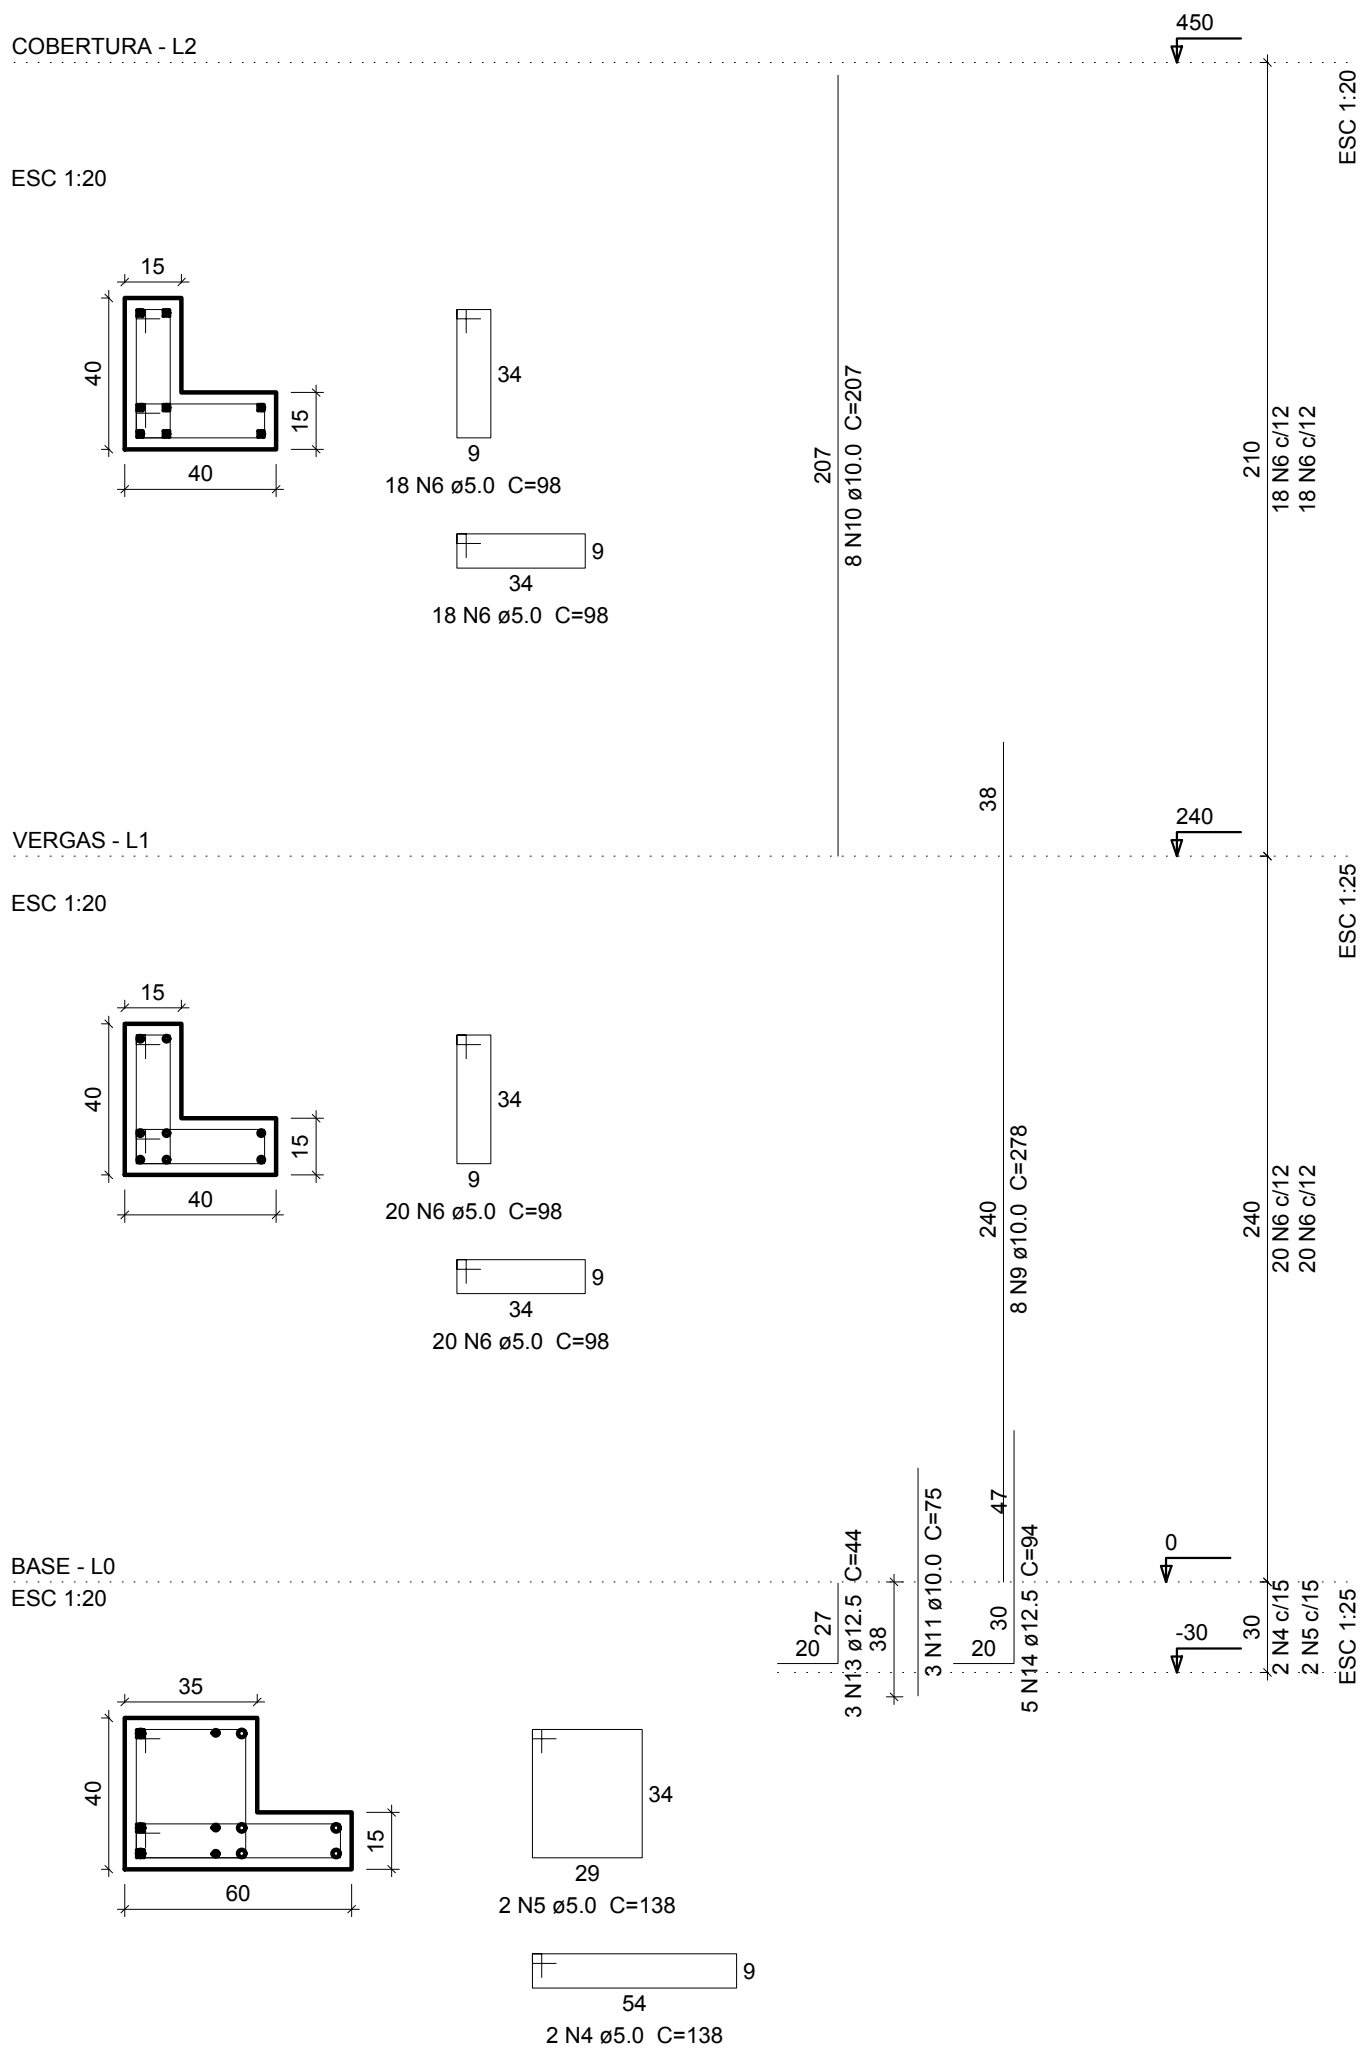 COBERTURA - L2
450
ESC 1:20
ESC 1:20
15
40
15
40
34
9
18 N6 ø5.0  C=98
9
34
18 N6 ø5.0  C=98
207
8 N10 ø10.0  C=207
210
18 N6 c/12
18 N6 c/12
38
VERGAS - L1
240
ESC 1:25
ESC 1:20
15
40
15
40
34
9
20 N6 ø5.0  C=98
9
34
20 N6 ø5.0  C=98
240
8 N9 ø10.0  C=278
240
20 N6 c/12
20 N6 c/12
47
BASE - L0
0
ESC 1:20
20
27
3 N13 ø12.5  C=44
38
3 N11 ø10.0  C=75
20
30
5 N14 ø12.5  C=94
-30
30
2 N4 c/15
2 N5 c/15
ESC 1:25
35
40
15
60
34
29
2 N5 ø5.0  C=138
9
54
2 N4 ø5.0  C=138